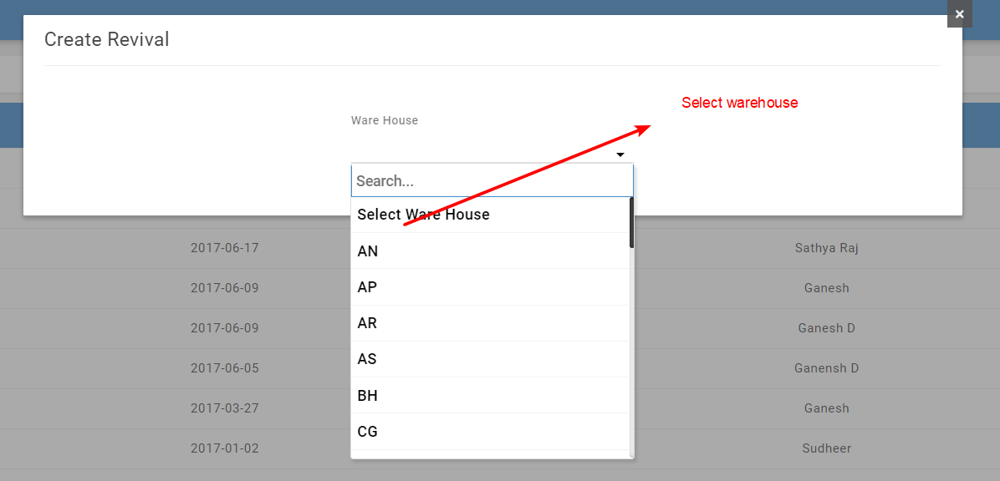 ×
Create Revival
Select warehouse
Ware House
Search...
Select Ware House
AN
AP
AR
AS
BH
CG
2017-06-17 Sathya Raj
2017-06-09 Ganesh
2017-06-09 Ganesh D
2017-06-05 Ganensh D
2017-03-27 Ganesh
2017-01-02 Sudheer